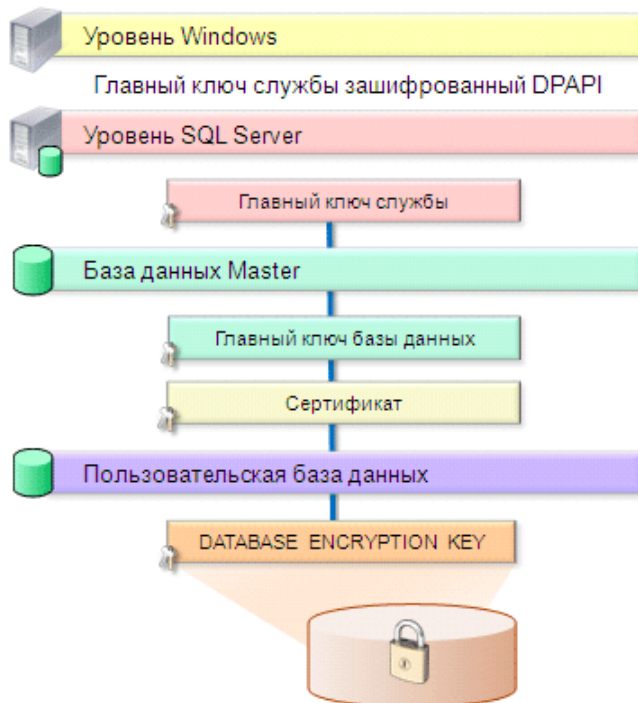 Уровень Windows
Главный ключ службы зашифрованный DPAPI
Уровень SQL Server
Главный ключ службы
База данных Master
Главный ключ базы данных
Сертификат
Пользовательская база данных
DATABASE ENCRYPTION KEY